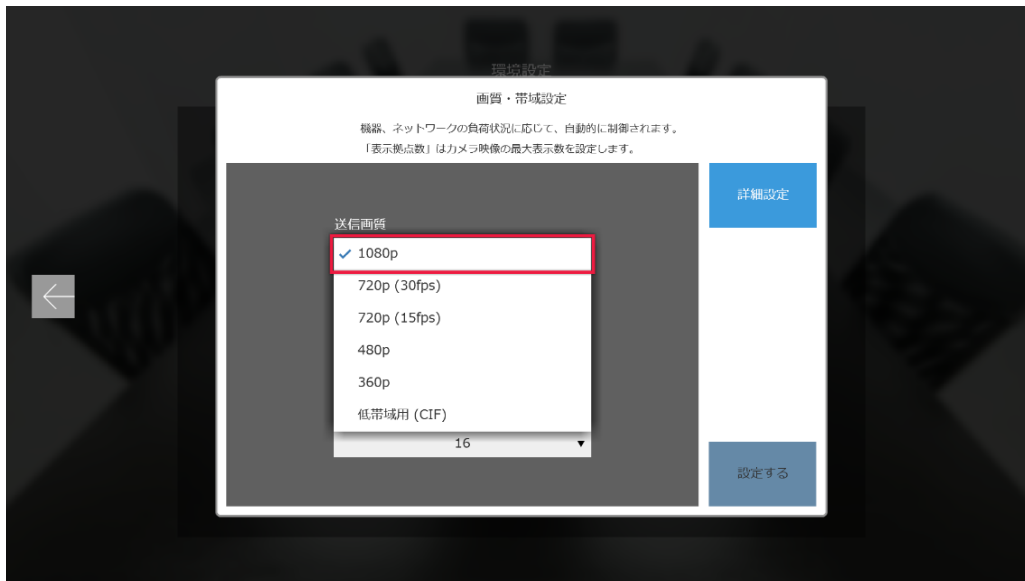 環境設定
画質・帯域設定
機器、ネットワークの負荷状況に応じて、自動的に制御されます。
「表示拠点数」はカメラ映像の最大表示数を設定します。
詳細設定
送信画質
✓ 1080p
720p (30fps)
720p (15fps)
480p
360p
低帯域用 (CIF)
16 ▼
設定する